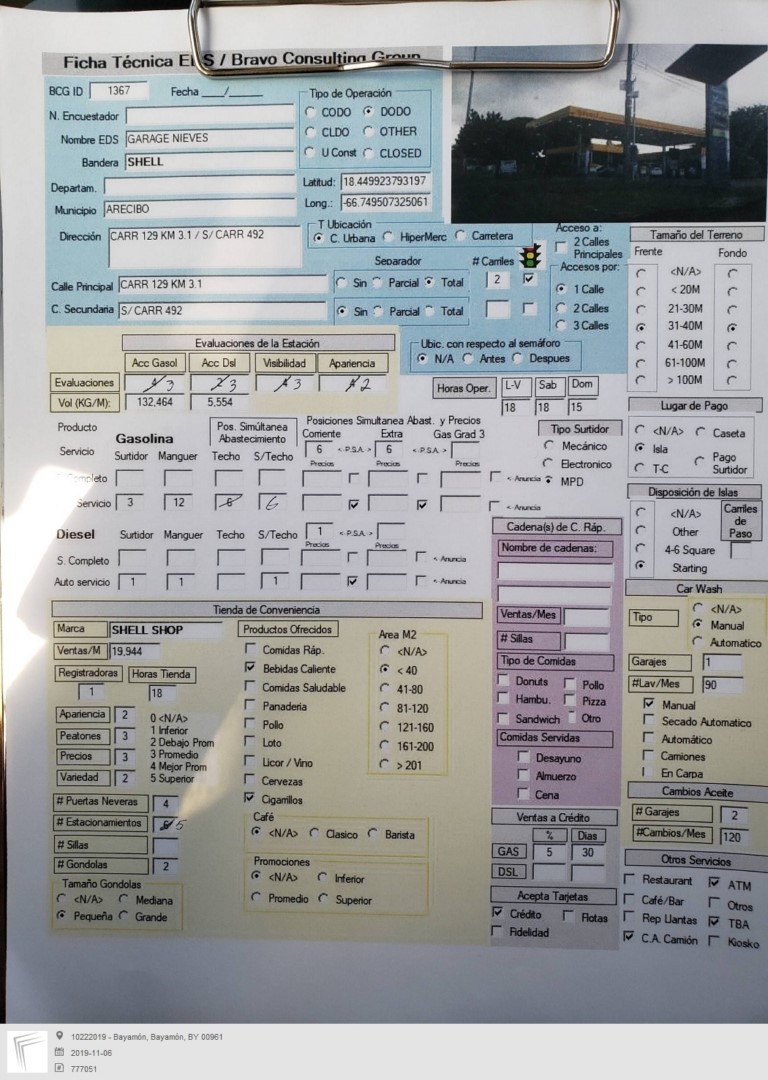 Ficha Técnica E S / Bravo Consulting Group
BCG ID 1367 Fecha ___/______
N. Encuestador
Nombre EDS GARAGE NIEVES
Bandera SHELL
Departam.
Municipio ARECIBO
Tipo de Operación
CODO DODO
CLDO OTHER
U Const CLOSED
Latitud: 18.449923793197
Long.: -66.749507325061
Dirección CARR 129 KM 3.1 / S/ CARR 492
T Ubicación
C. Urbana HiperMerc Carretera
Separador # Carriles
Calle Principal CARR 129 KM 3.1 Sin Parcial Total 2
C. Secundaria S/ CARR 492 Sin Parcial Total
Acceso a:
2 Calles
Principales
Accesos por:
1 Calle
2 Calles
3 Calles
Tamaño del Terreno
Frente Fondo
<N/A>
< 20M
21-30M
31-40M
41-60M
61-100M
> 100M
Evaluaciones de la Estación
Acc Gasol Acc Dsl Visibilidad Apariencia
Evaluaciones 3 3 3 2
Vol (KG/M): 132,464 5,554
Ubic. con respecto al semáforo
N/A Antes Despues
Horas Oper. L-V Sab Dom
18 18 15
Lugar de Pago
<N/A> Caseta
Isla
T-C Pago
Surtidor
Producto
Servicio
Gasolina
Surtidor Manguer
Pos. Simúltanea
Abastecimiento
Techo S/Techo
Posiciones Simultanea Abast. y Precios
Corriente Extra Gas Grad 3
6 <-P.S.A.-> 6 <-P.S.A.->
Precios Precios Precios
Completo <- Anuncia
Servicio 3 12 6 6 <- Anuncia
Tipo Surtidor
Mecánico
Electronico
MPD
Disposición de Islas
<N/A>
Other
4-6 Square
Starting
Carriles
de
Paso
Diesel Surtidor Manguer Techo S/Techo 1 <-P.S.A.->
Precios Precios
S. Completo <- Anuncia
Auto servicio 1 1 1 <- Anuncia
Cadena(s) de C. Ráp.
Nombre de cadenas:
Ventas/Mes
# Sillas
Tipo de Comidas
Donuts Pollo
Hambu. Pizza
Sandwich Otro
Comidas Servidas
Desayuno
Almuerzo
Cena
Car Wash
Tipo <N/A>
Manual
Automatico
Garajes 1
#Lav/Mes 90
Manual
Secado Automatico
Automático
Camiones
En Carpa
Cambios Aceite
# Garajes 2
#Cambios/Mes 120
Tienda de Conveniencia
Marca SHELL SHOP
Ventas/M 19,944
Registradoras Horas Tienda
1 18
Apariencia 2
Peatones 3
Precios 3
Variedad 2
0 <N/A>
1 Inferior
2 Debajo Prom
3 Promedio
4 Mejor Prom
5 Superior
# Puertas Neveras 4
# Estacionamientos 5
# Sillas
# Gondolas 2
Tamaño Gondolas
<N/A> Mediana
Pequeña Grande
Productos Ofrecidos
Comidas Ráp.
Bebidas Caliente
Comidas Saludable
Panaderia
Pollo
Loto
Licor / Vino
Cervezas
Cigarrillos
Area M2
<N/A>
< 40
41-80
81-120
121-160
161-200
> 201
Café
<N/A> Clasico Barista
Promociones
<N/A> Inferior
Promedio Superior
Ventas a Crédito
% Dias
GAS 5 30
DSL
Acepta Tarjetas
Crédito Flotas
Fidelidad
Otros Servicios
Restaurant ATM
Café/Bar Otros
Rep Llantas TBA
C.A. Camión Kiosko
10222019 - Bayamón, Bayamón, BY 00961
2019-11-06
777051